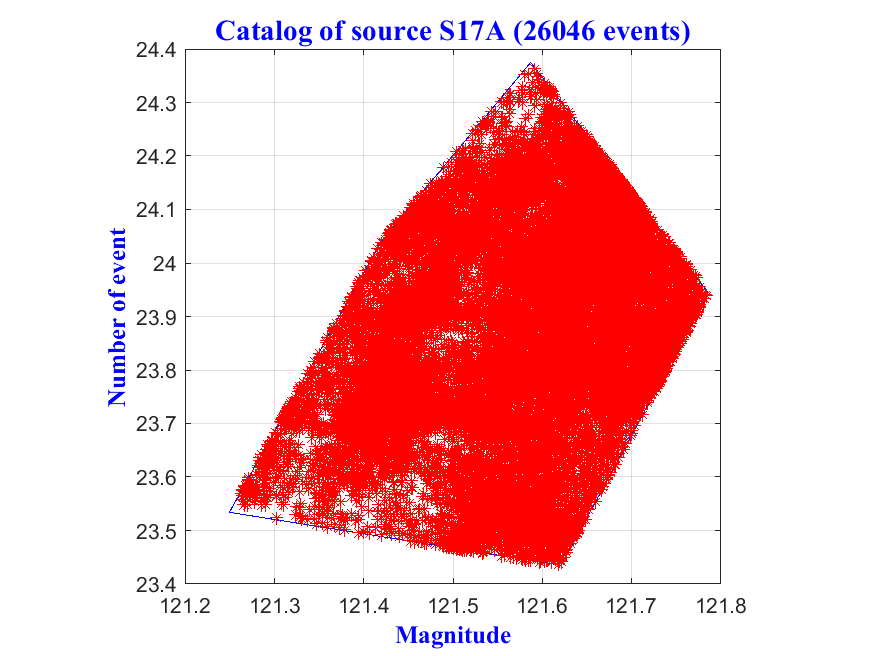 Catalog of source S17A (26046 events)
24.4
24.3
24.2
24.1
24
23.9
23.8
23.7
23.6
23.5
23.4
Number of event
121.2 121.3 121.4 121.5 121.6 121.7 121.8
Magnitude